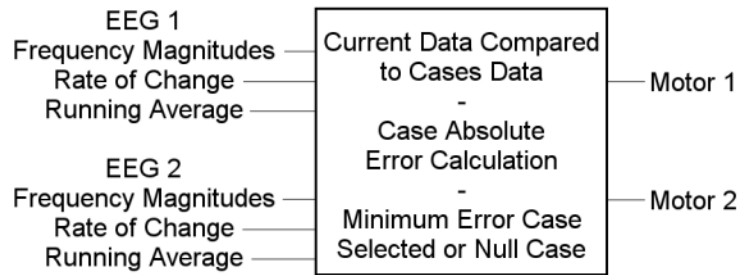 EEG 1
Frequency Magnitudes
Rate of Change
Running Average
EEG 2
Frequency Magnitudes
Rate of Change
Running Average
Current Data Compared
to Cases Data
-
Case Absolute
Error Calculation
-
Minimum Error Case
Selected or Null Case
Motor 1
Motor 2